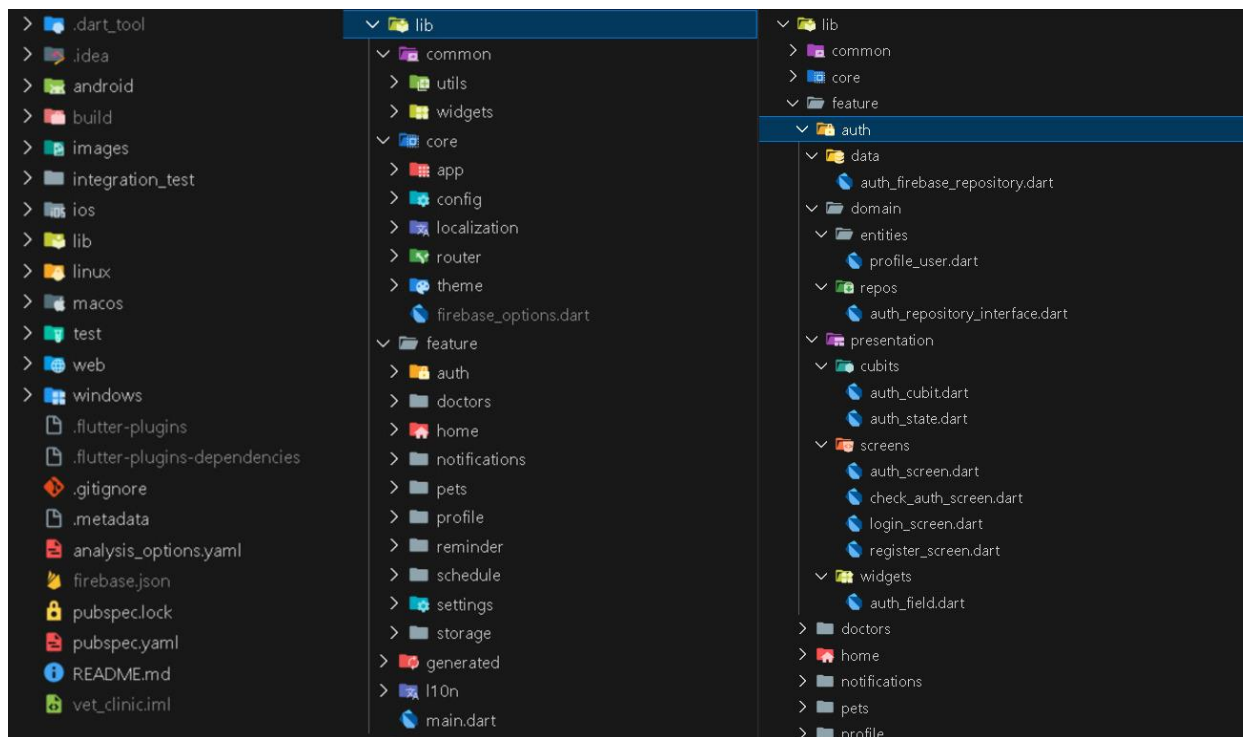 .dart_tool
.idea
android
build
images
integration_test
ios
lib
linux
macos
test
web
windows
.flutter-plugins
.flutter-plugins-dependencies
.gitignore
.metadata
analysis_options.yaml
firebase.json
pubspec.lock
pubspec.yaml
README.md
vet_clinic.iml
lib
common
utils
widgets
core
app
config
localization
router
theme
firebase_options.dart
feature
auth
doctors
home
notifications
pets
profile
reminder
schedule
settings
storage
generated
l10n
main.dart
lib
common
core
feature
auth
data
auth_firebase_repository.dart
domain
entities
profile_user.dart
repos
auth_repository_interface.dart
presentation
cubits
auth_cubit.dart
auth_state.dart
screens
auth_screen.dart
check_auth_screen.dart
login_screen.dart
register_screen.dart
widgets
auth_field.dart
doctors
home
notifications
pets
profile